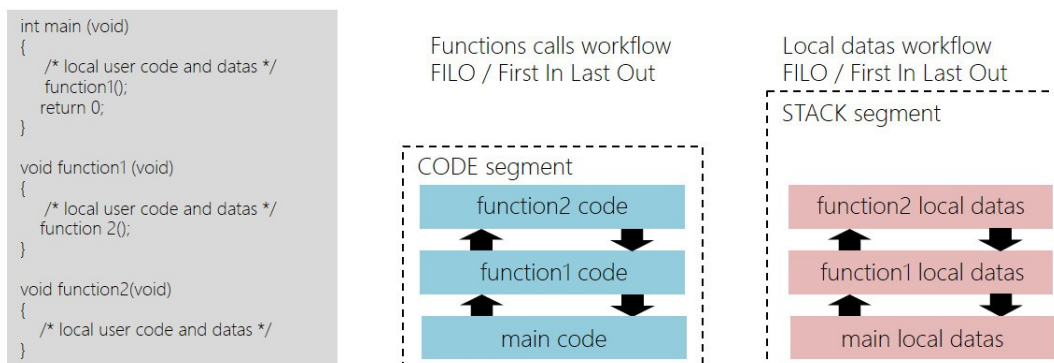 int main (void)
{
/* local user code and datas */
function1();
return 0;
}
void function1 (void)
{
/* local user code and datas */
function 2();
}
void function2(void)
{
/* local user code and datas */
}
Functions calls workflow
FILO / First In Last Out
CODE segment
function2 code
function1 code
main code
Local datas workflow
FILO / First In Last Out
STACK segment
function2 local datas
function1 local datas
main local datas